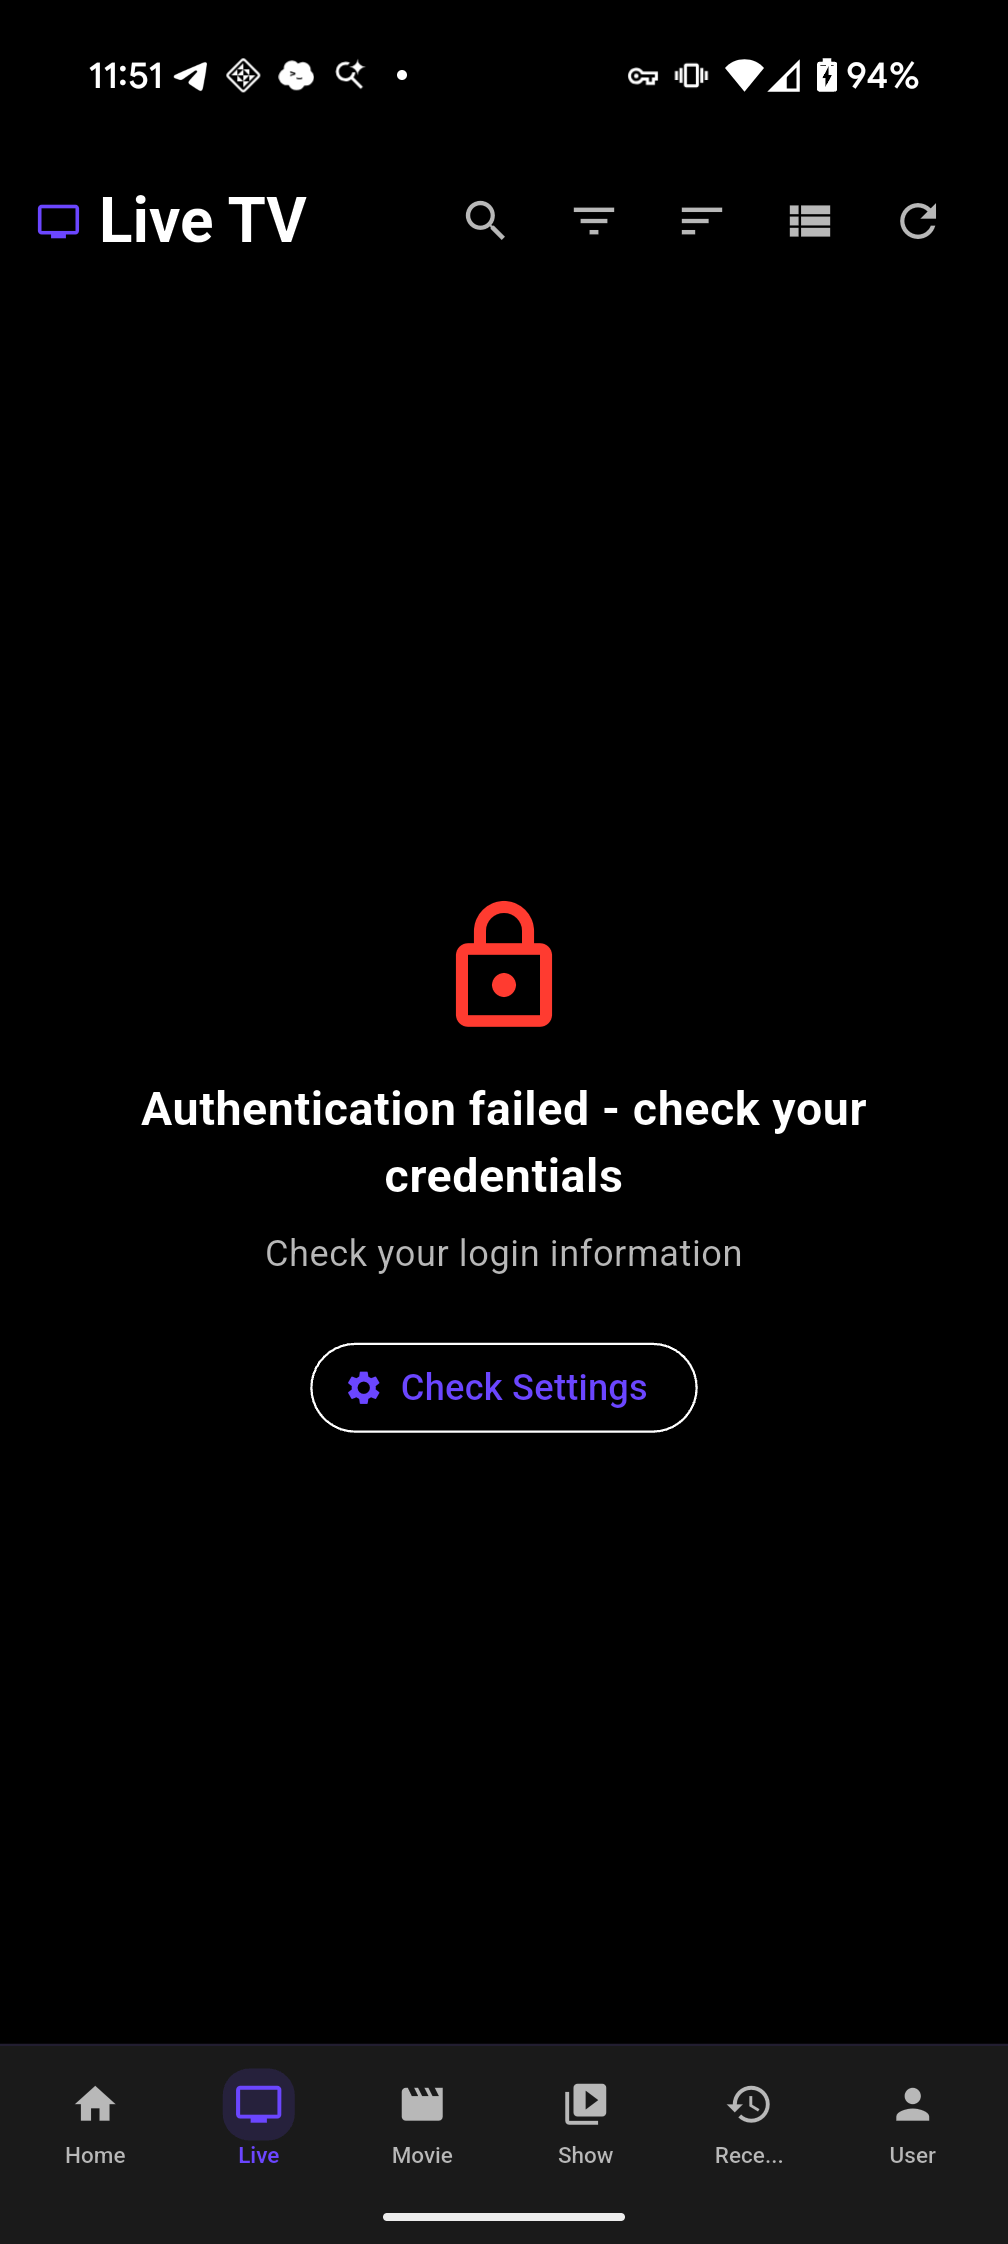 11:51
94%
Live TV
Authentication failed - check your
credentials
Check your login information
Check Settings
Home
Live
Movie
Show
Rece...
User